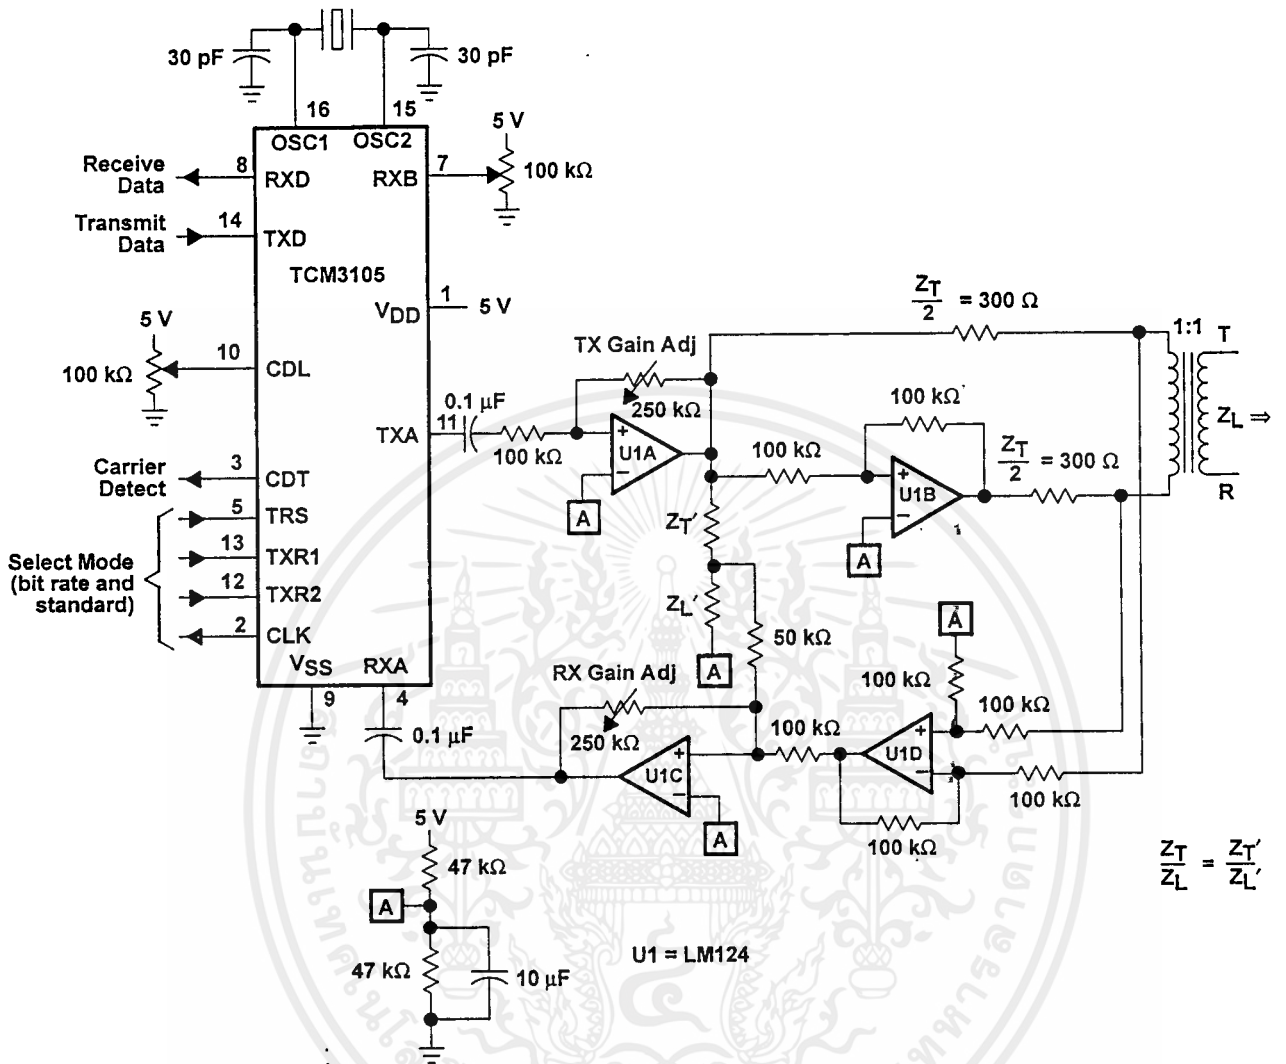 30 pF
30 pF
16
15
OSC1
OSC2
5 V
100 kΩ
Receive
Data
8
RXD
RXB
7
Transmit
Data
14
TXD
TCM3105
VDD
1
5 V
5 V
100 kΩ
10
CDL
TXA
11
0.1 µF
100 kΩ
TX Gain Adj
250 kΩ
+
U1A
−
A
ZT/2 = 300 Ω
1:1
T
ZL ⇒
R
100 kΩ
100 kΩ
+
U1B
−
A
ZT/2 = 300 Ω
Carrier
Detect
3
CDT
5
TRS
Select Mode
(bit rate and
standard)
13
TXR1
12
TXR2
2
CLK
VSS
RXA
9
4
0.1 µF
ZT'
ZL'
A
50 kΩ
RX Gain Adj
250 kΩ
+
U1C
−
A
100 kΩ
A
100 kΩ
100 kΩ
+
U1D
−
100 kΩ
100 kΩ
5 V
47 kΩ
A
47 kΩ
10 µF
U1 = LM124
ZT/ZL = ZT'/ZL'